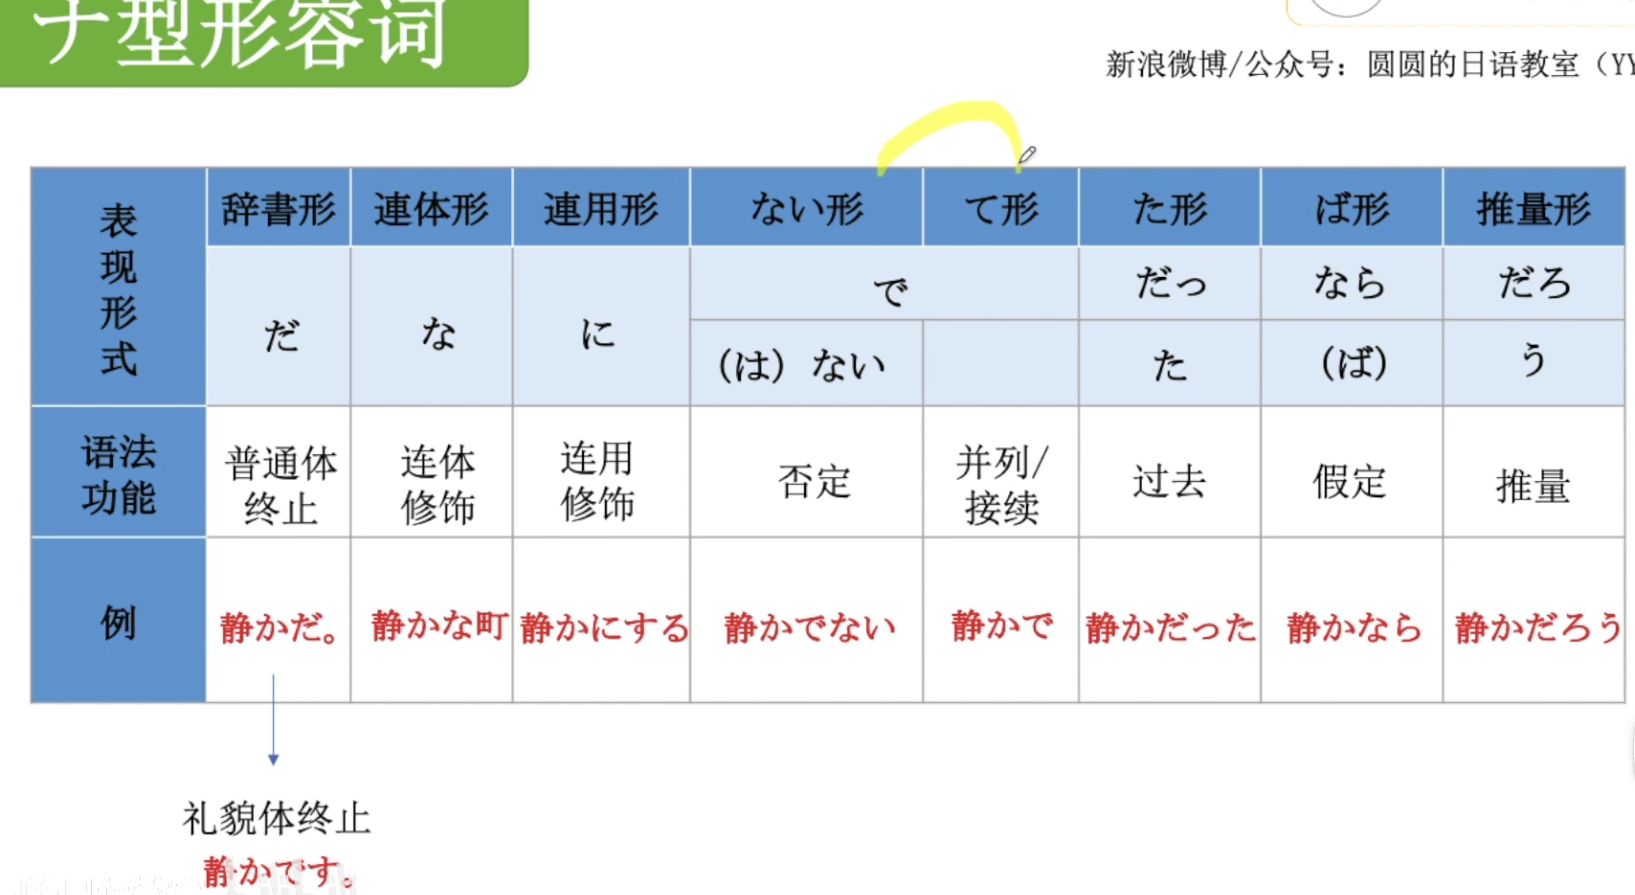 ナ型形容词
新浪微博/公众号：圆圆的日语教室（YY
表现形式
辞書形 連体形 連用形 ない形 て形 た形 ば形 推量形
だ な に で だっ なら だろ
(は) ない た (ば) う
语法功能
普通体终止 连体修饰 连用修饰 否定 并列/接续 过去 假定 推量
例
静かだ。 静かな町 静かにする 静かでない 静かで 静かだった 静かなら 静かだろう
礼貌体终止
静かです。